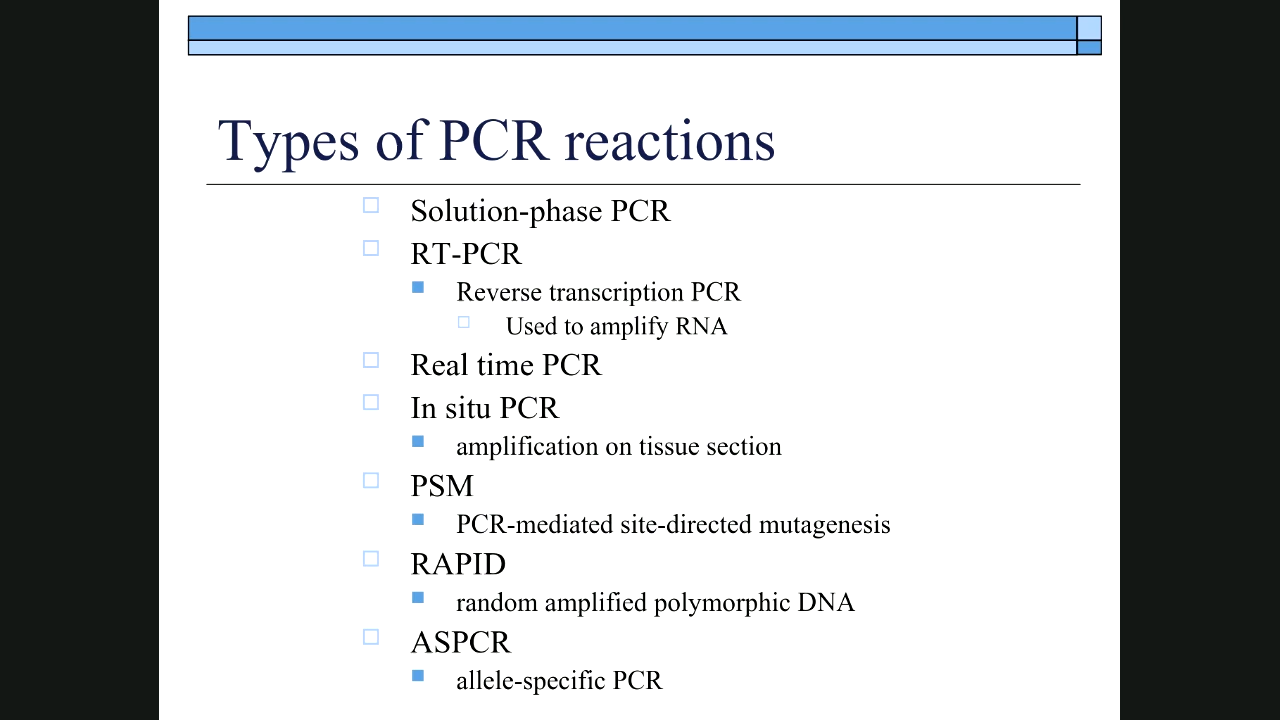 Types of PCR reactions
Solution-phase PCR
RT-PCR
Reverse transcription PCR
Used to amplify RNA
Real time PCR
In situ PCR
amplification on tissue section
PSM
PCR-mediated site-directed mutagenesis
RAPID
random amplified polymorphic DNA
ASPCR
allele-specific PCR